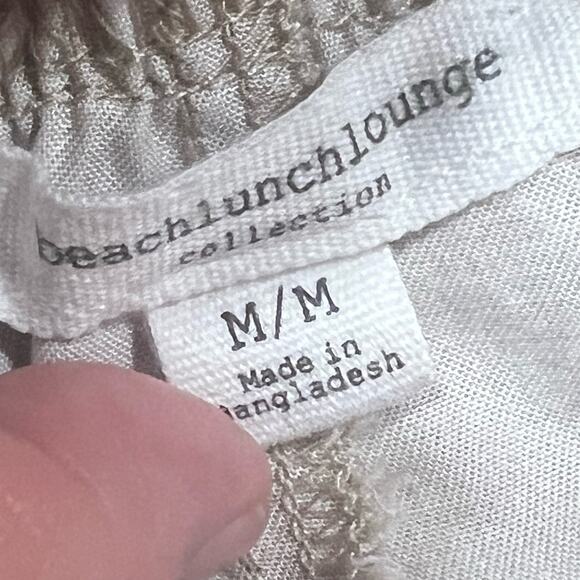 beachlunchlounge
collection
M/M
Made in
Bangladesh